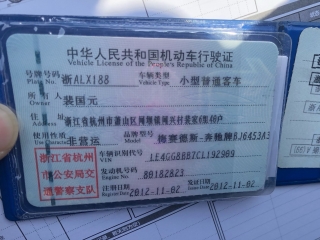 中华人民共和国机动车行驶证
Vehicle License of the People's Republic of China
号牌号码 浙ALX188 车辆类型 小型普通客车
Plate No. Vehicle Type
所有人 裴国元
Owner
住址 浙江省杭州市萧山区
使用性质 非营运 品牌型号 梅赛德斯-奔驰牌BJ6453A3
Use Character
浙江省杭州
市公安局交
通警察支队
车辆识别代号 LE4GG8BB7CL192909
VIN
发动机号码 80182823
Engine No.
注册日期 2012-11-02 发证日期 2012-11-02
Register Date Issue Date